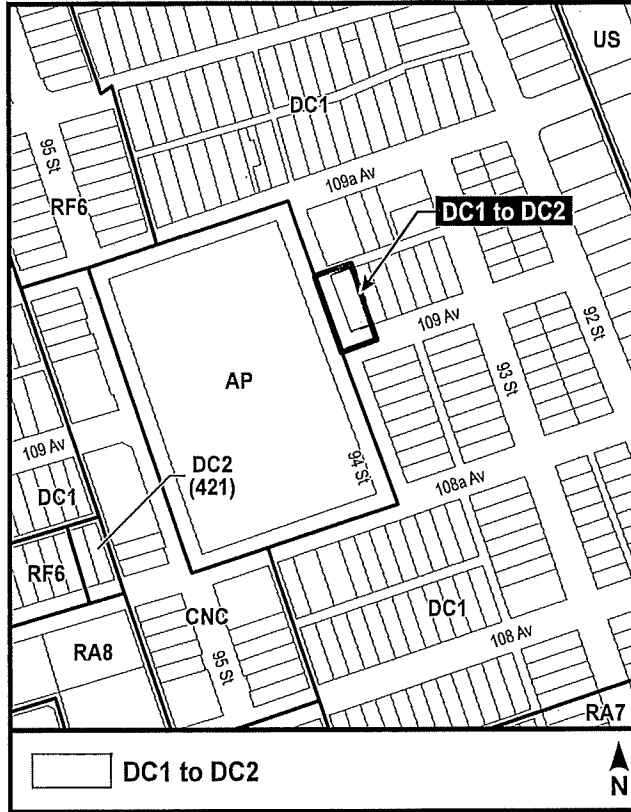 US
DC1
95 St
RF6
109a Av
DC1 to DC2
109 Av
92 St
93 St
AP
94 St
109 Av
DC2
(421)
DC1
108a Av
RF6
CNC
DC1
RA8
95 St
108 Av
RA7
DC1 to DC2
N